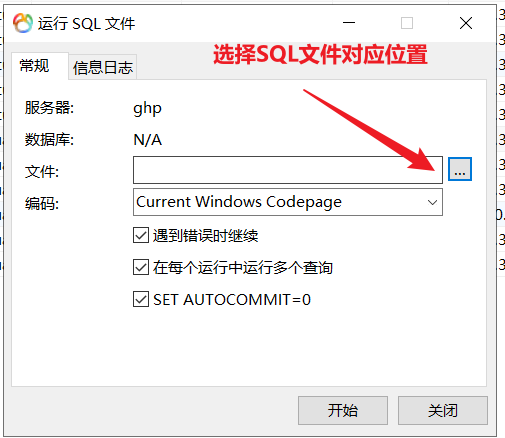 运行 SQL 文件
选择SQL文件对应位置
常规 信息日志
服务器: ghp
数据库: N/A
文件: ...
编码: Current Windows Codepage
遇到错误时继续
在每个运行中运行多个查询
SET AUTOCOMMIT=0
开始 关闭